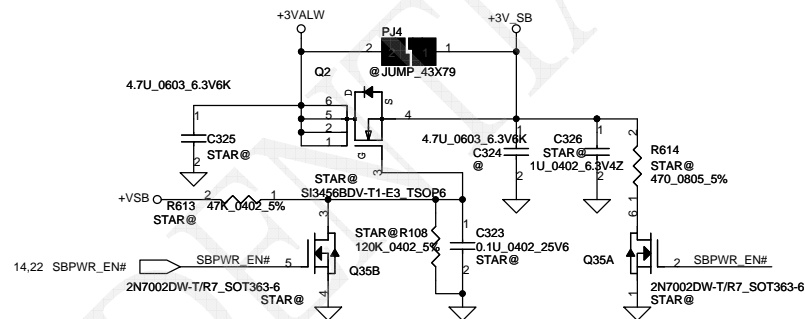 +3VALW
+3V_SB
PJ4
2
2
1
1
@
JUMP_43X79
Q2
4.7U_0603_6.3V6K
D
S
6
5
2
1
4
G
3
1
C325
2
STAR@
4.7U_0603_6.3V6K
C324
@
1
2
C326
STAR@
1U_0402_6.3V4Z
1
2
2
R614
STAR@
470_0805_5%
1
STAR@
SI3456BDV-T1-E3_TSOP6
+VSB
2
1
R613
47K_0402_5%
STAR@
STAR@
R108
120K_0402_5%
1
C323
0.1U_0402_25V6
2
STAR@
3
6
14,22 SBPWR_EN#
SBPWR_EN#
5
Q35B
4
2N7002DW-T/R7_SOT363-6
STAR@
Q35A
2
SBPWR_EN#
1
2N7002DW-T/R7_SOT363-6
STAR@